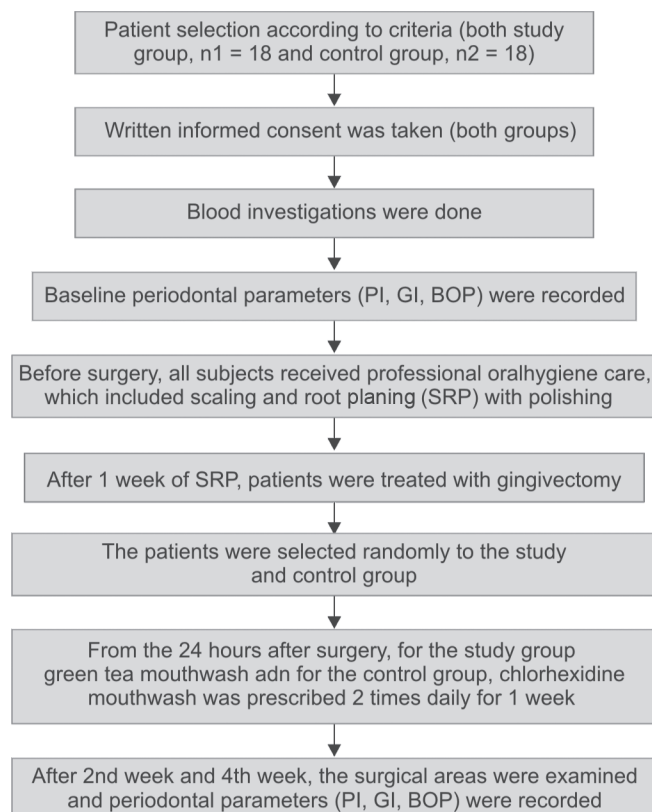 Patient selection according to criteria (both study
group, n1 = 18 and control group, n2 = 18)
Written informed consent was taken (both groups)
Blood investigations were done
Baseline periodontal parameters (PI, GI, BOP) were recorded
Before surgery, all subjects received professional oralhygiene care,
which included scaling and root planing (SRP) with polishing
After 1 week of SRP, patients were treated with gingivectomy
The patients were selected randomly to the study
and control group
From the 24 hours after surgery, for the study group
green tea mouthwash adn for the control group, chlorhexidine
mouthwash was prescribed 2 times daily for 1 week
After 2nd week and 4th week, the surgical areas were examined
and periodontal parameters (PI, GI, BOP) were recorded